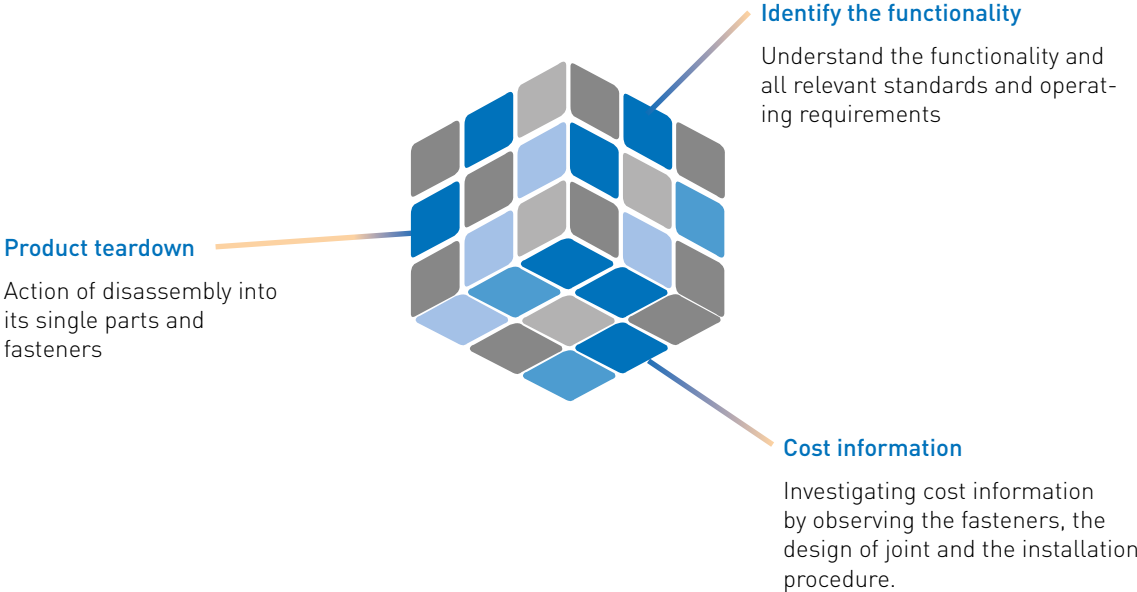 Identify the functionality
Understand the functionality and
all relevant standards and operat-
ing requirements
Product teardown
Action of disassembly into
its single parts and
fasteners
Cost information
Investigating cost information
by observing the fasteners, the
design of joint and the installation
procedure.